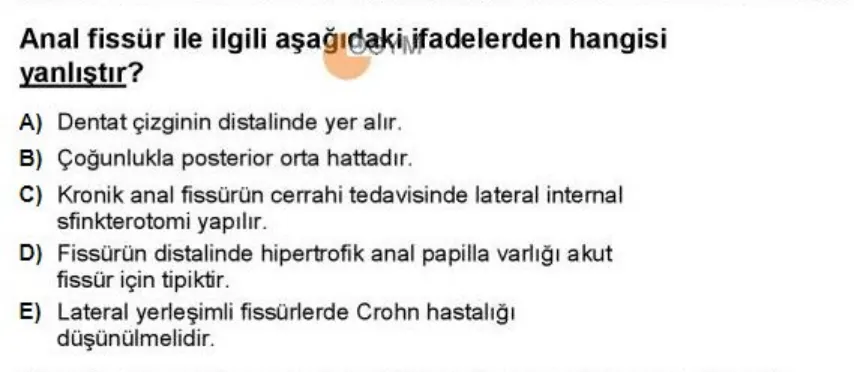 Anal fissür ile ilgili aşağıdaki ifadelerden hangisi
yanlıştır?
A) Dentat çizginin distalinde yer alır.
B) Çoğunlukla posterior orta hattadır.
C) Kronik anal fissürün cerrahi tedavisinde lateral internal
sfinkterotomi yapılır.
D) Fissürün distalinde hipertrofik anal papilla varlığı akut
fissür için tipiktir.
E) Lateral yerleşimli fissürlerde Crohn hastalığı
düşünülmelidir.